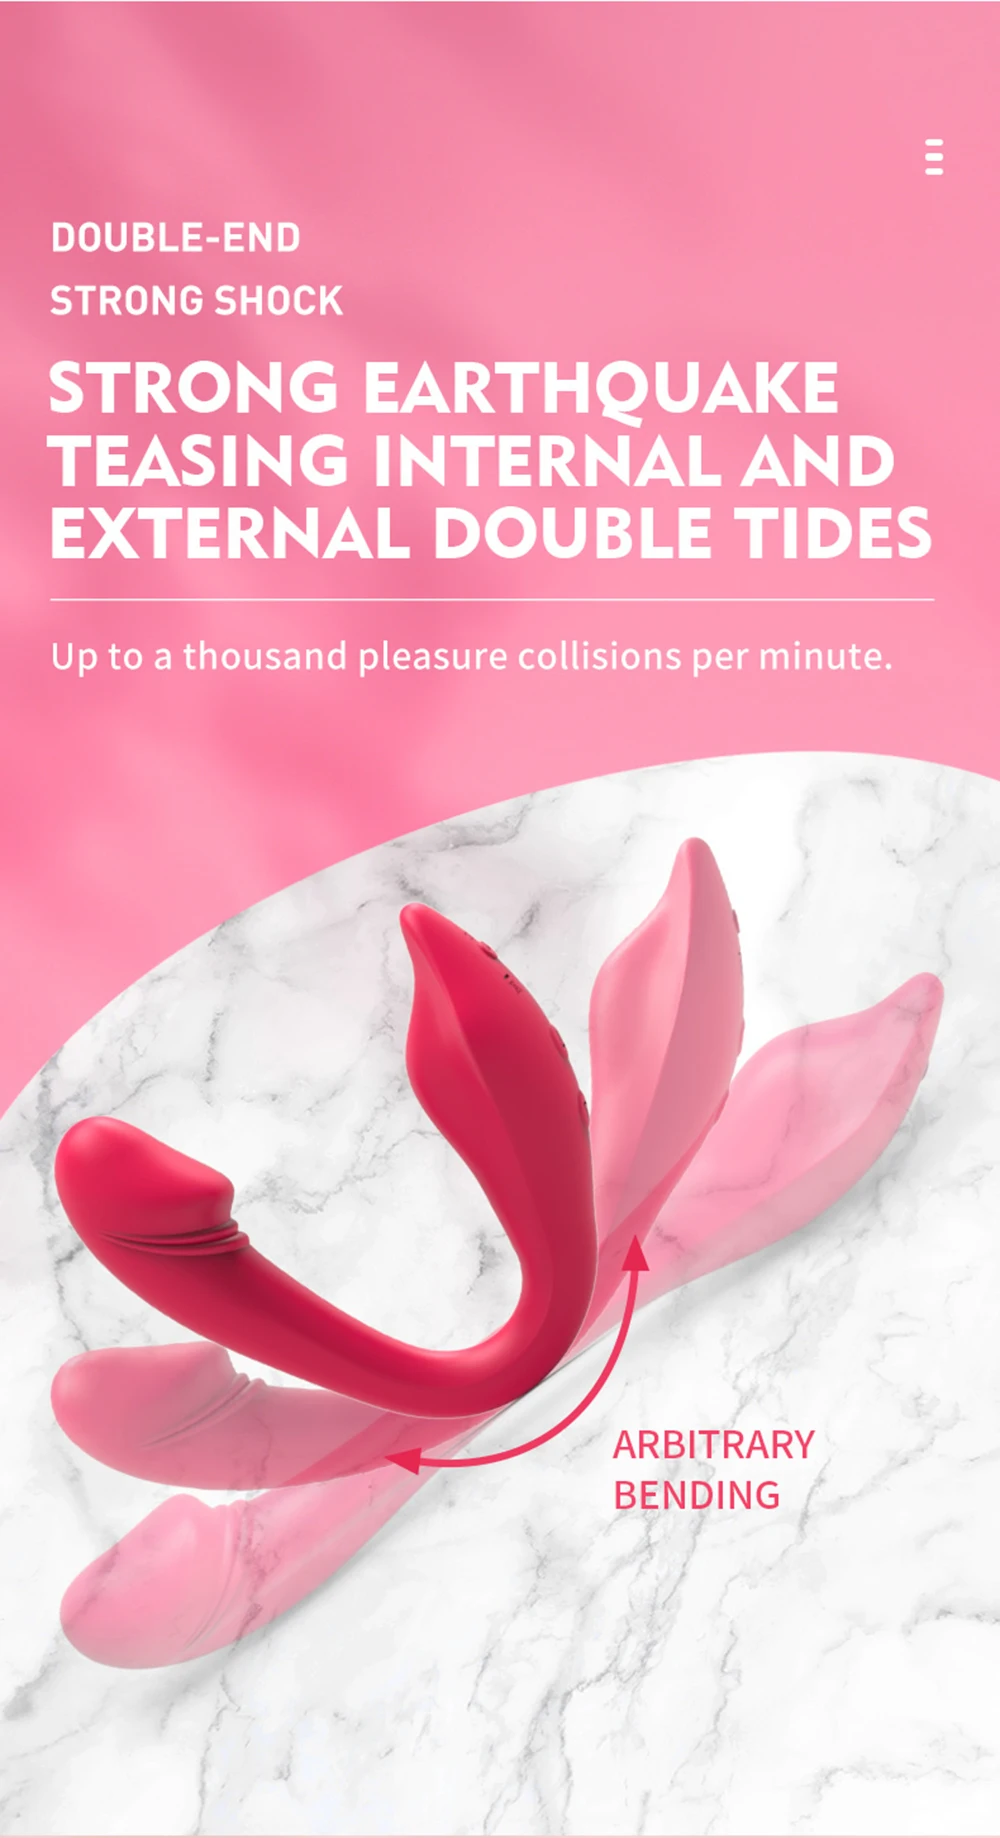 DOUBLE-END
STRONG SHOCK
STRONG EARTHQUAKE
TEASING INTERNAL AND
EXTERNAL DOUBLE TIDES
Up to a thousand pleasure collisions per minute.
ARBITRARY
BENDING